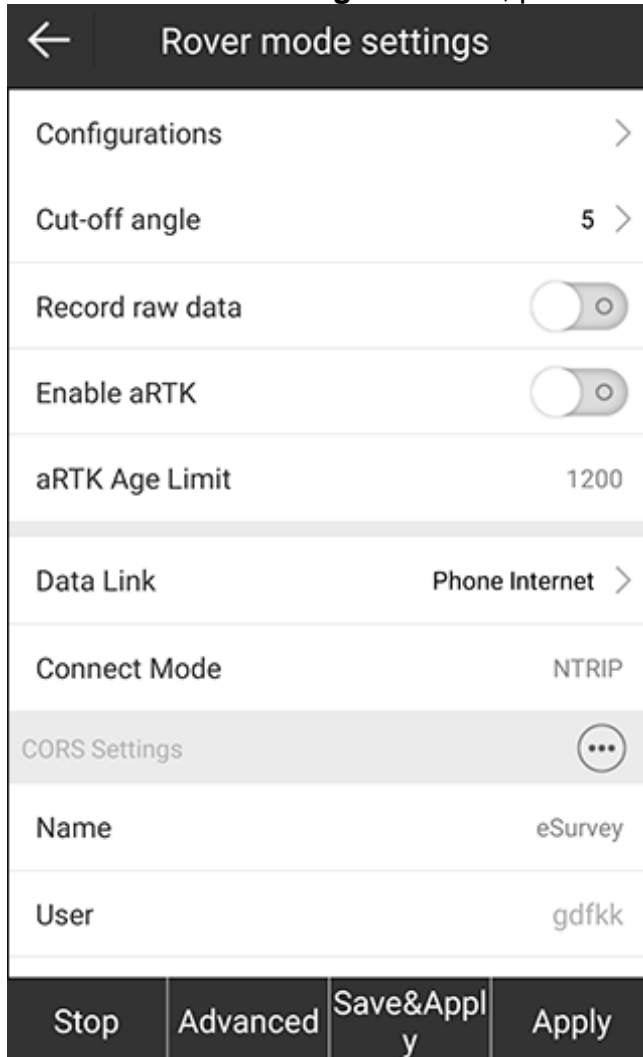 Rover mode settings
Configurations
Cut-off angle 5
Record raw data
Enable aRTK
aRTK Age Limit 1200
Data Link Phone Internet
Connect Mode NTRIP
CORS Settings
Name eSurvey
User gdfkk
Stop Advanced Save&Appl Apply
y